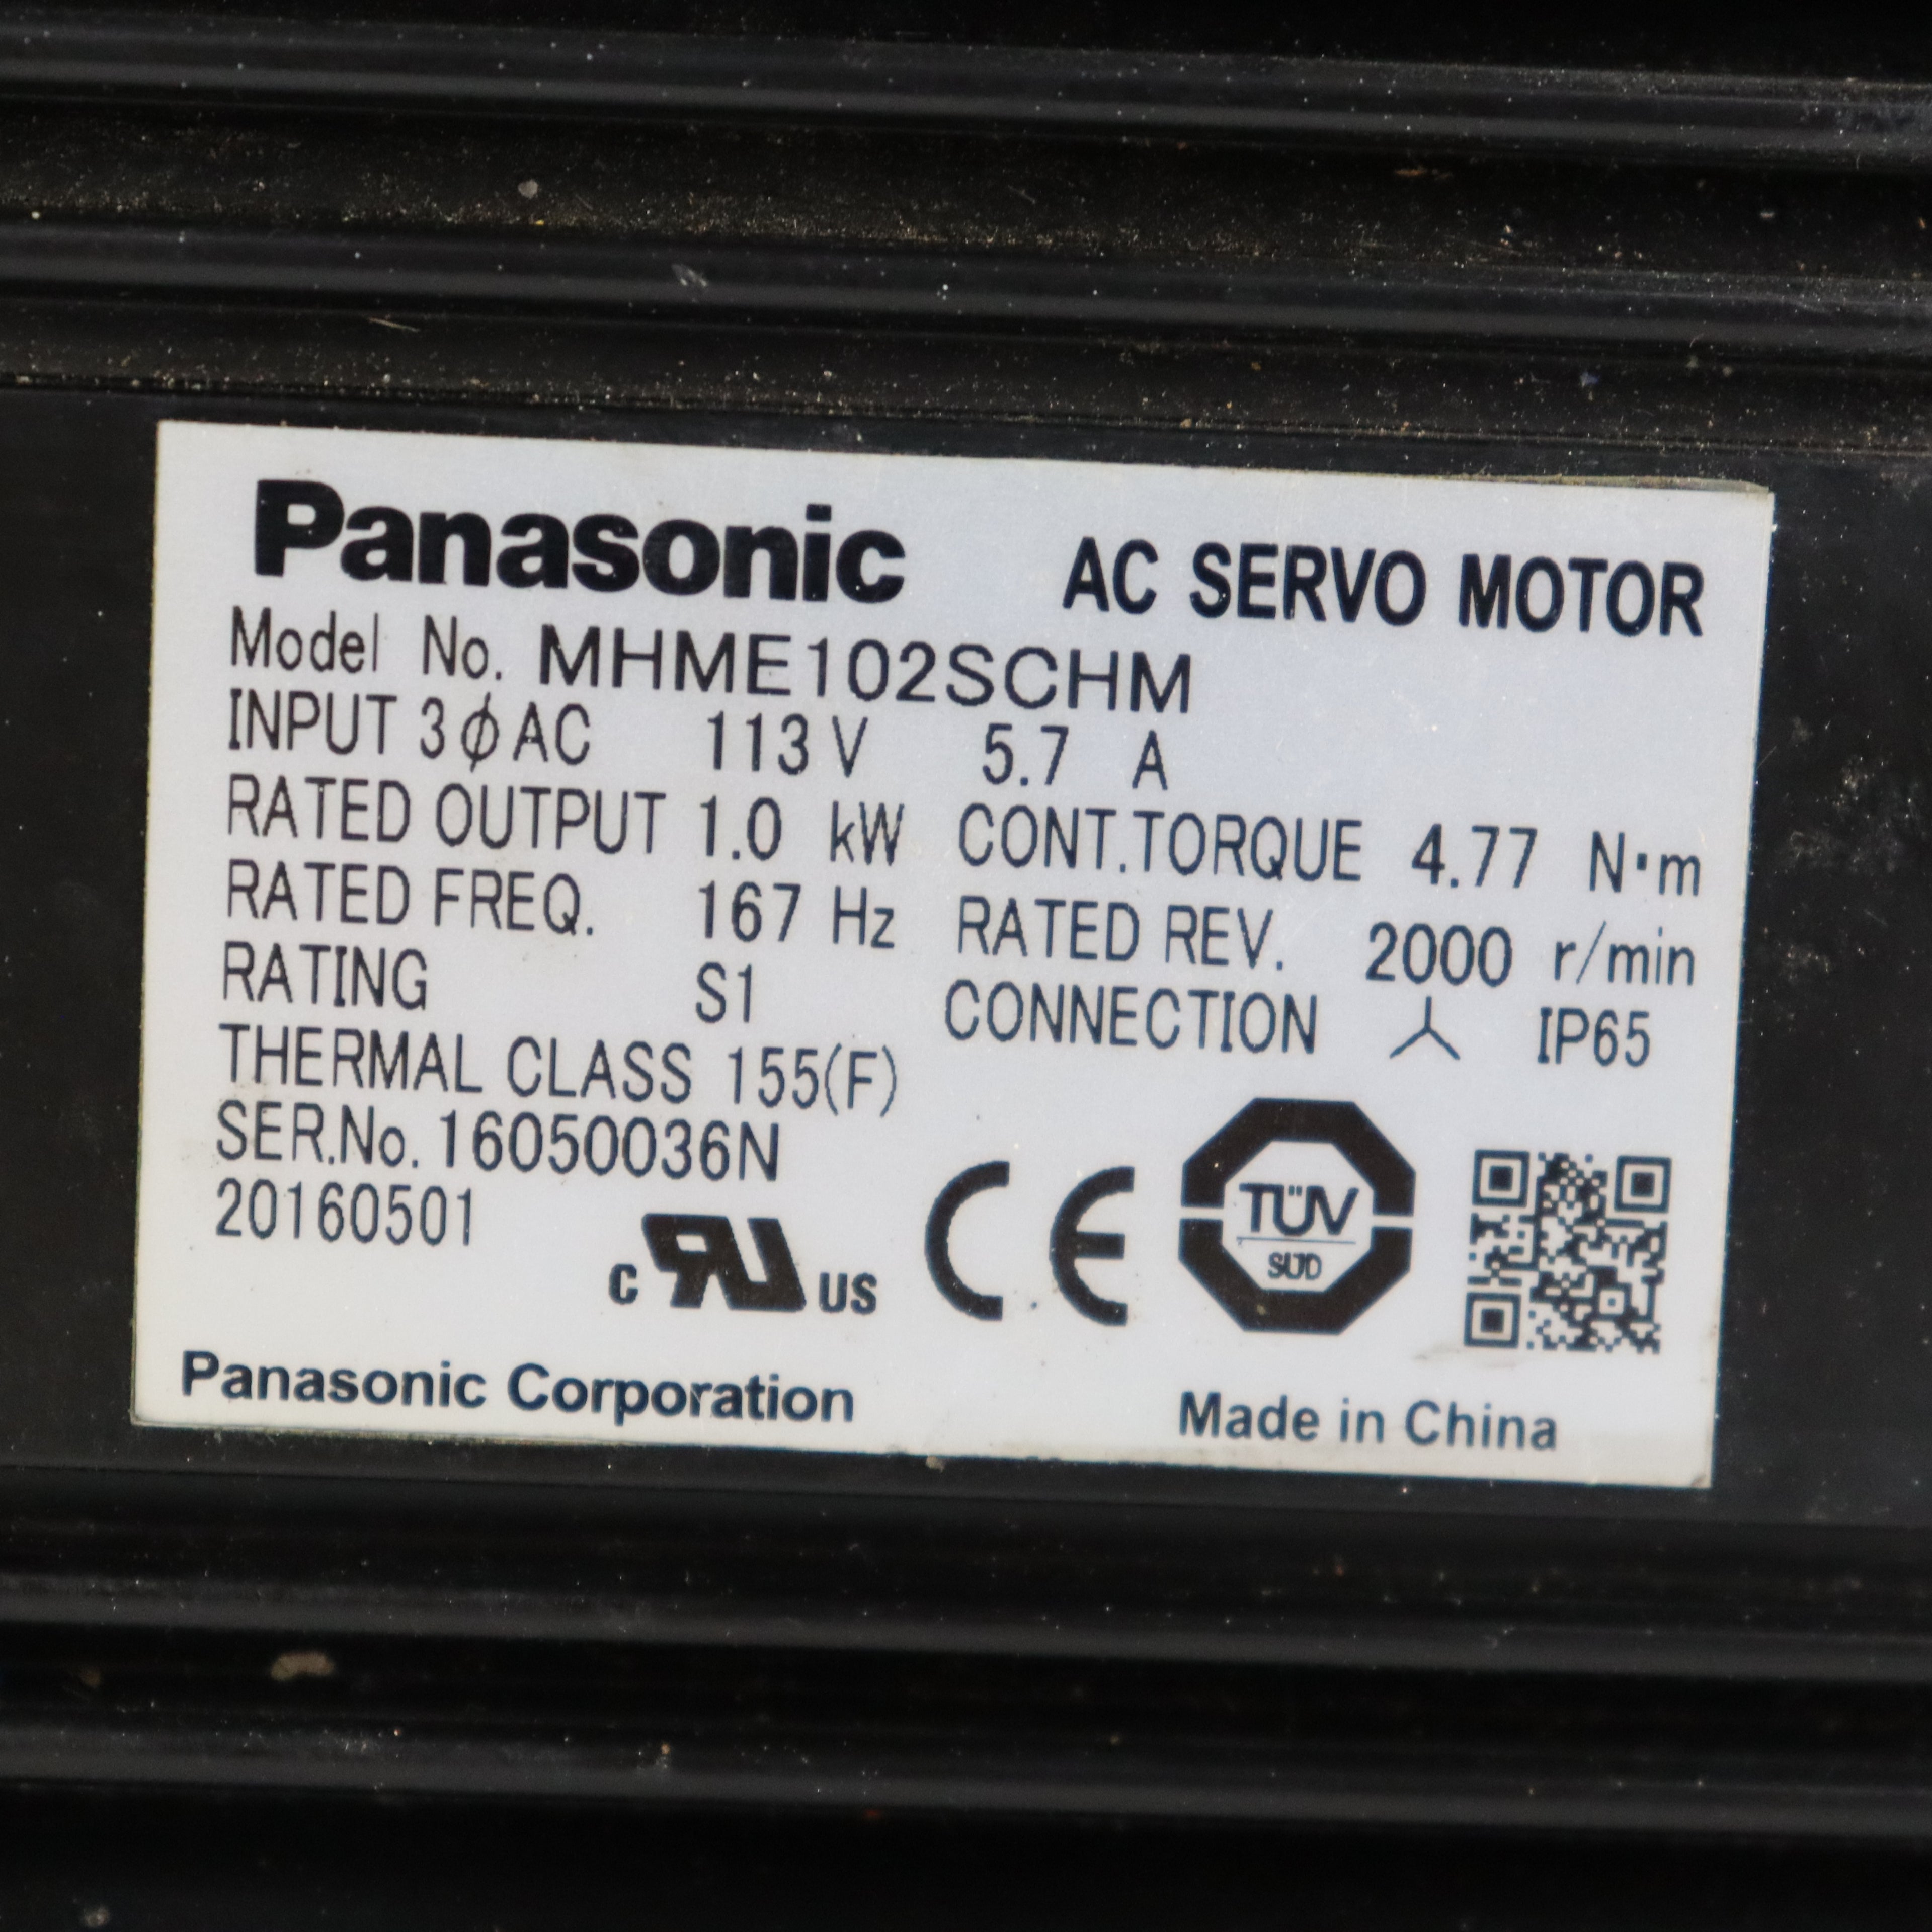 Panasonic AC SERVO MOTOR
Model No. MHME102SCHM
INPUT 3ϕAC 113 V 5.7 A
RATED OUTPUT 1.0 kW CONT.TORQUE 4.77 N·m
RATED FREQ. 167 Hz RATED REV. 2000 r/min
RATING S1 CONNECTION IP65
THERMAL CLASS 155(F)
SER.No. 16050036N
20160501
c RU US CE TÜV SÜD
Panasonic Corporation Made in China